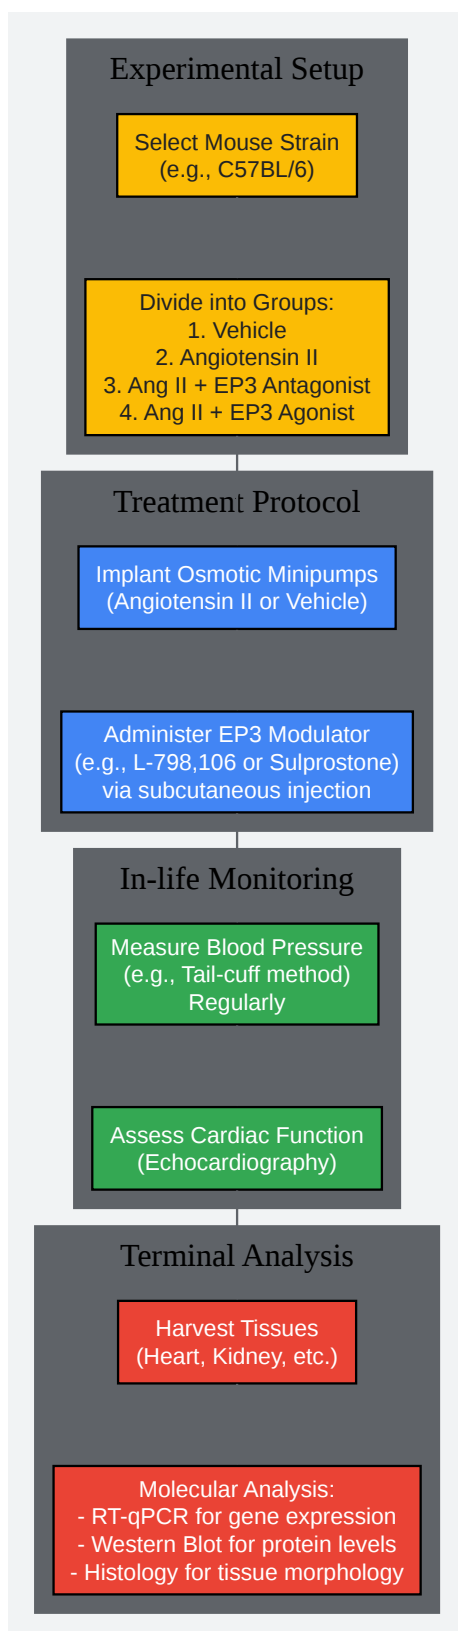 Experimental Setup
Select Mouse Strain
(e.g., C57BL/6)
Divide into Groups:
1. Vehicle
2. Angiotensin II
3. Ang II + EP3 Antagonist
4. Ang II + EP3 Agonist
Treatment Protocol
Implant Osmotic Minipumps
(Angiotensin II or Vehicle)
Administer EP3 Modulator
(e.g., L-798,106 or Sulprostone)
via subcutaneous injection
In-life Monitoring
Measure Blood Pressure
(e.g., Tail-cuff method)
Regularly
Assess Cardiac Function
(Echocardiography)
Terminal Analysis
Harvest Tissues
(Heart, Kidney, etc.)
Molecular Analysis:
- RT-qPCR for gene expression
- Western Blot for protein levels
- Histology for tissue morphology